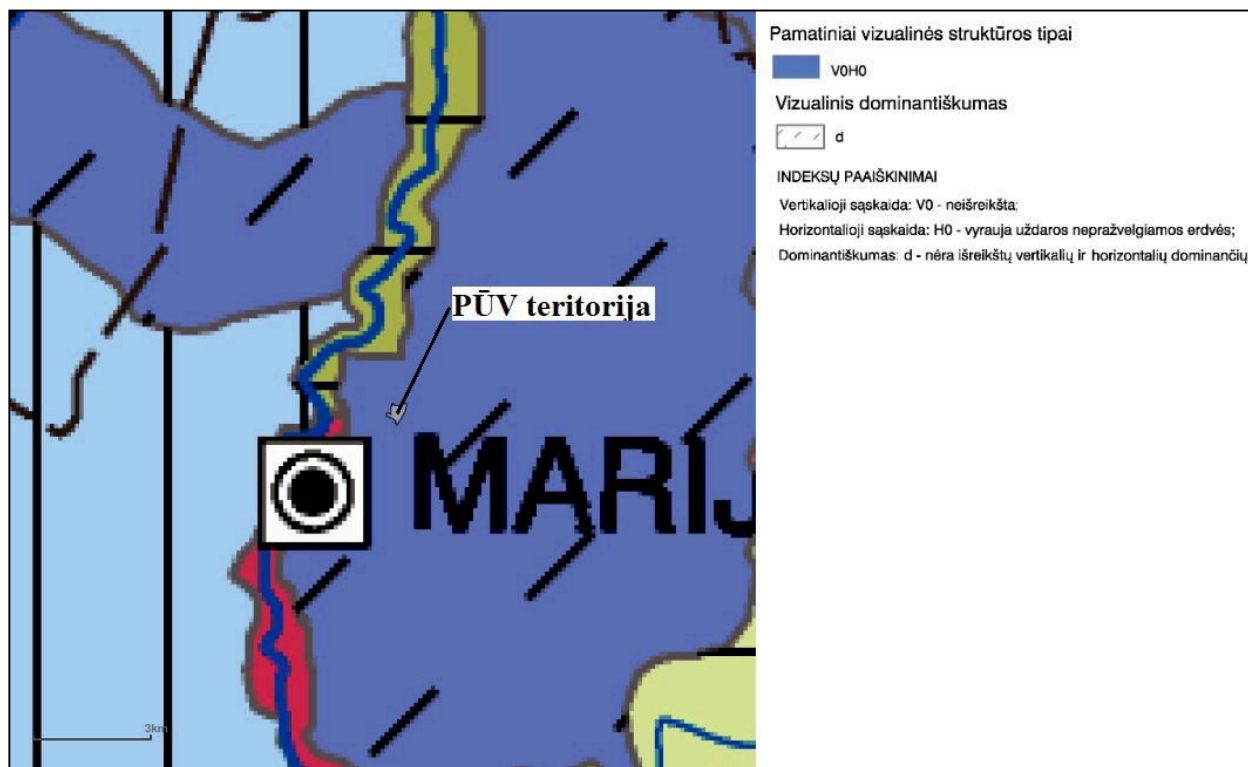 PŪV teritorija
MARIJ
3km
Pamatiniai vizualinės struktūros tipai
V0H0
Vizualinis dominantiškumas
d
INDEKSŲ PAAIŠKINIMAI
Vertikalioji sąskaida: V0 - neišreikšta;
Horizontalioji sąskaida: H0 - vyrauja uždaros nepražvelgiamos erdvės;
Dominantiškumas: d - nėra išreikštų vertikalių ir horizontalių dominančių